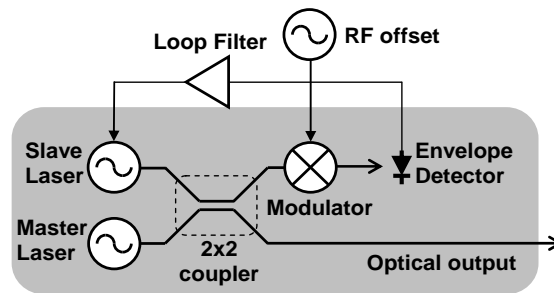 Loop Filter
RF offset
Slave
Laser
Envelope
Detector
Modulator
Master
Laser
2x2
coupler
Optical output